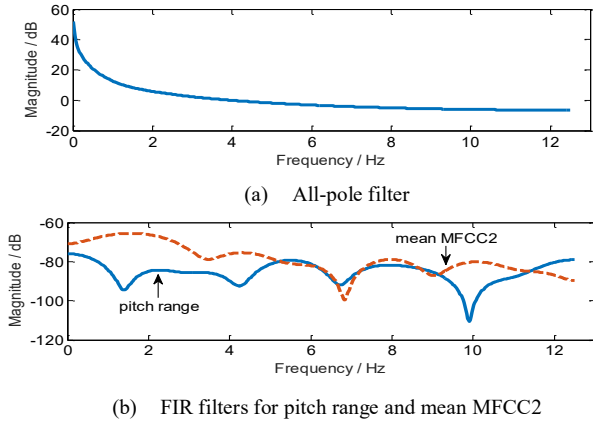 60
40
20
0
-20
Magnitude / dB
0 2 4 6 8 10 12
Frequency / Hz
(a) All-pole filter
-60
-80
-100
-120
Magnitude / dB
mean MFCC2
pitch range
0 2 4 6 8 10 12
Frequency / Hz
(b) FIR filters for pitch range and mean MFCC2